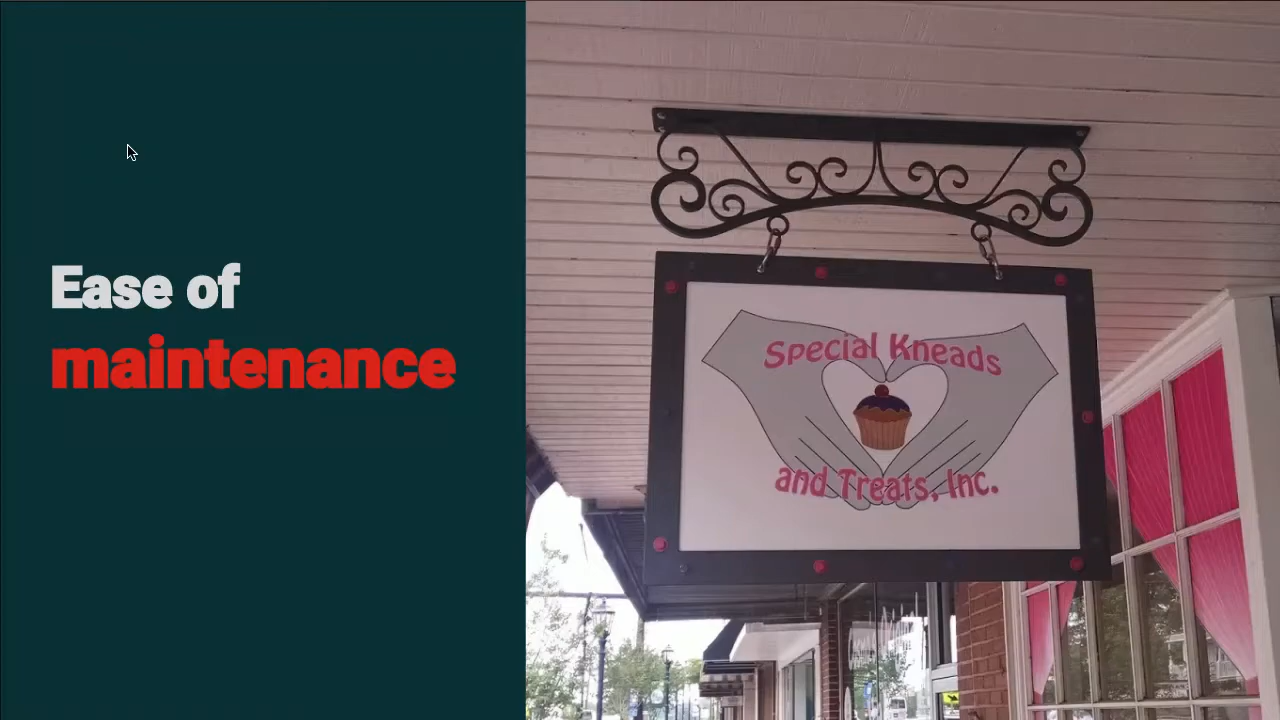 Ease of
maintenance
Special Kneads
and Treats, Inc.